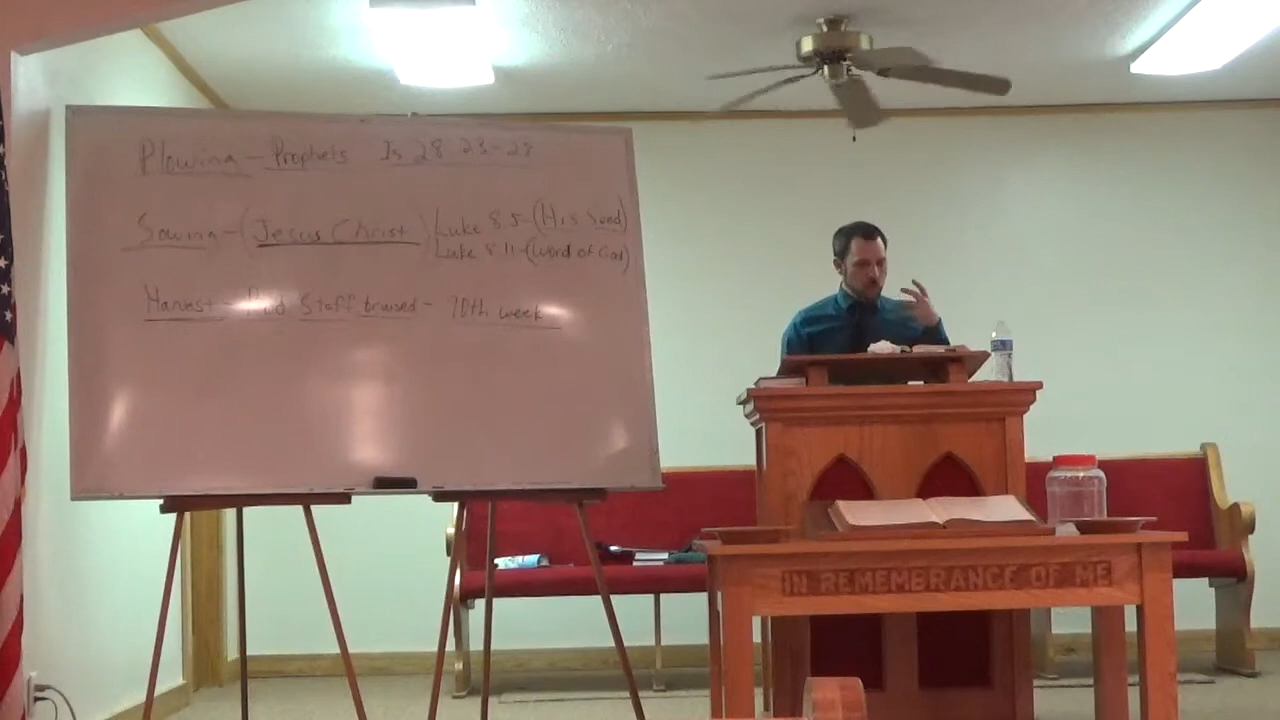 Plowing - Prophets Is 28 23-28
Sowing - (Jesus Christ) Luke 8:5 - (His seed)
Luke 8:11 - (Word of God)
Harvest - Rod Staff bruised - 70th week
IN REMEMBRANCE OF ME